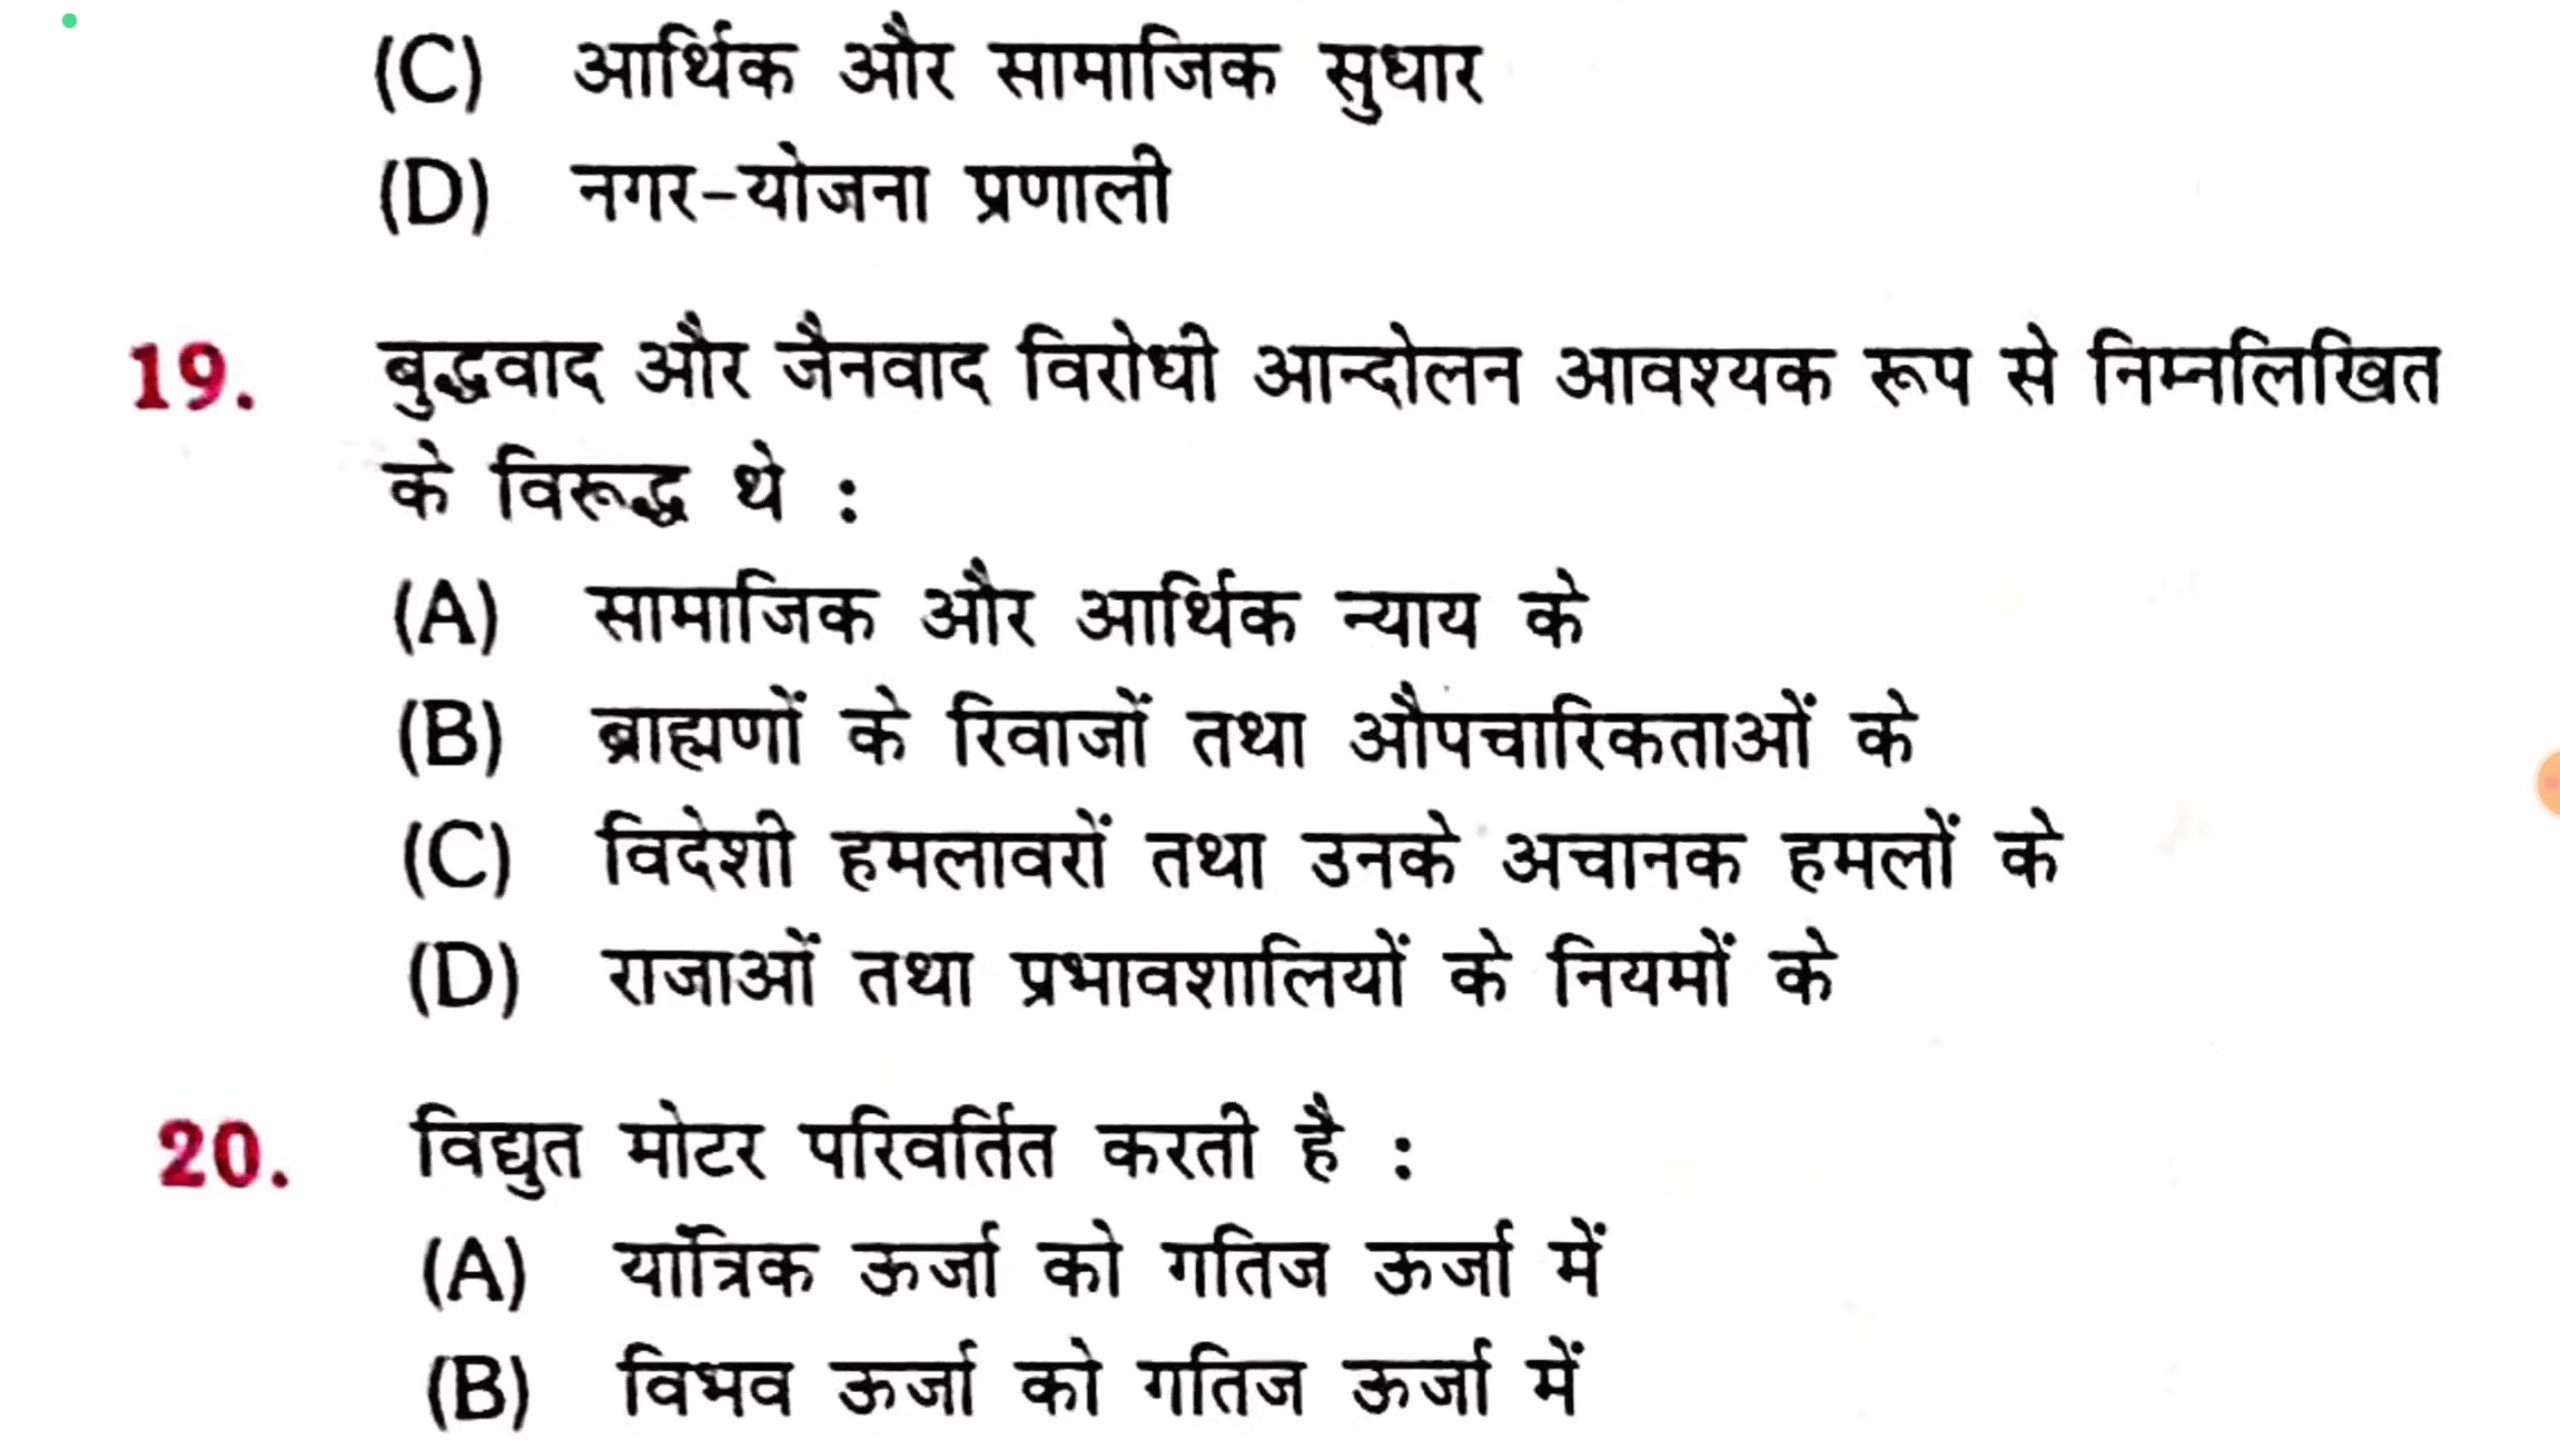 (C) आर्थिक और सामाजिक सुधार
(D) नगर-योजना प्रणाली
19. बुद्धवाद और जैनवाद विरोधी आन्दोलन आवश्यक रूप से निम्नलिखित
के विरूद्ध थे :
(A) सामाजिक और आर्थिक न्याय के
(B) ब्राह्मणों के रिवाजों तथा औपचारिकताओं के
(C) विदेशी हमलावरों तथा उनके अचानक हमलों के
(D) राजाओं तथा प्रभावशालियों के नियमों के
20. विद्युत मोटर परिवर्तित करती है :
(A) यांत्रिक ऊर्जा को गतिज ऊर्जा में
(B) विभव ऊर्जा को गतिज ऊर्जा में